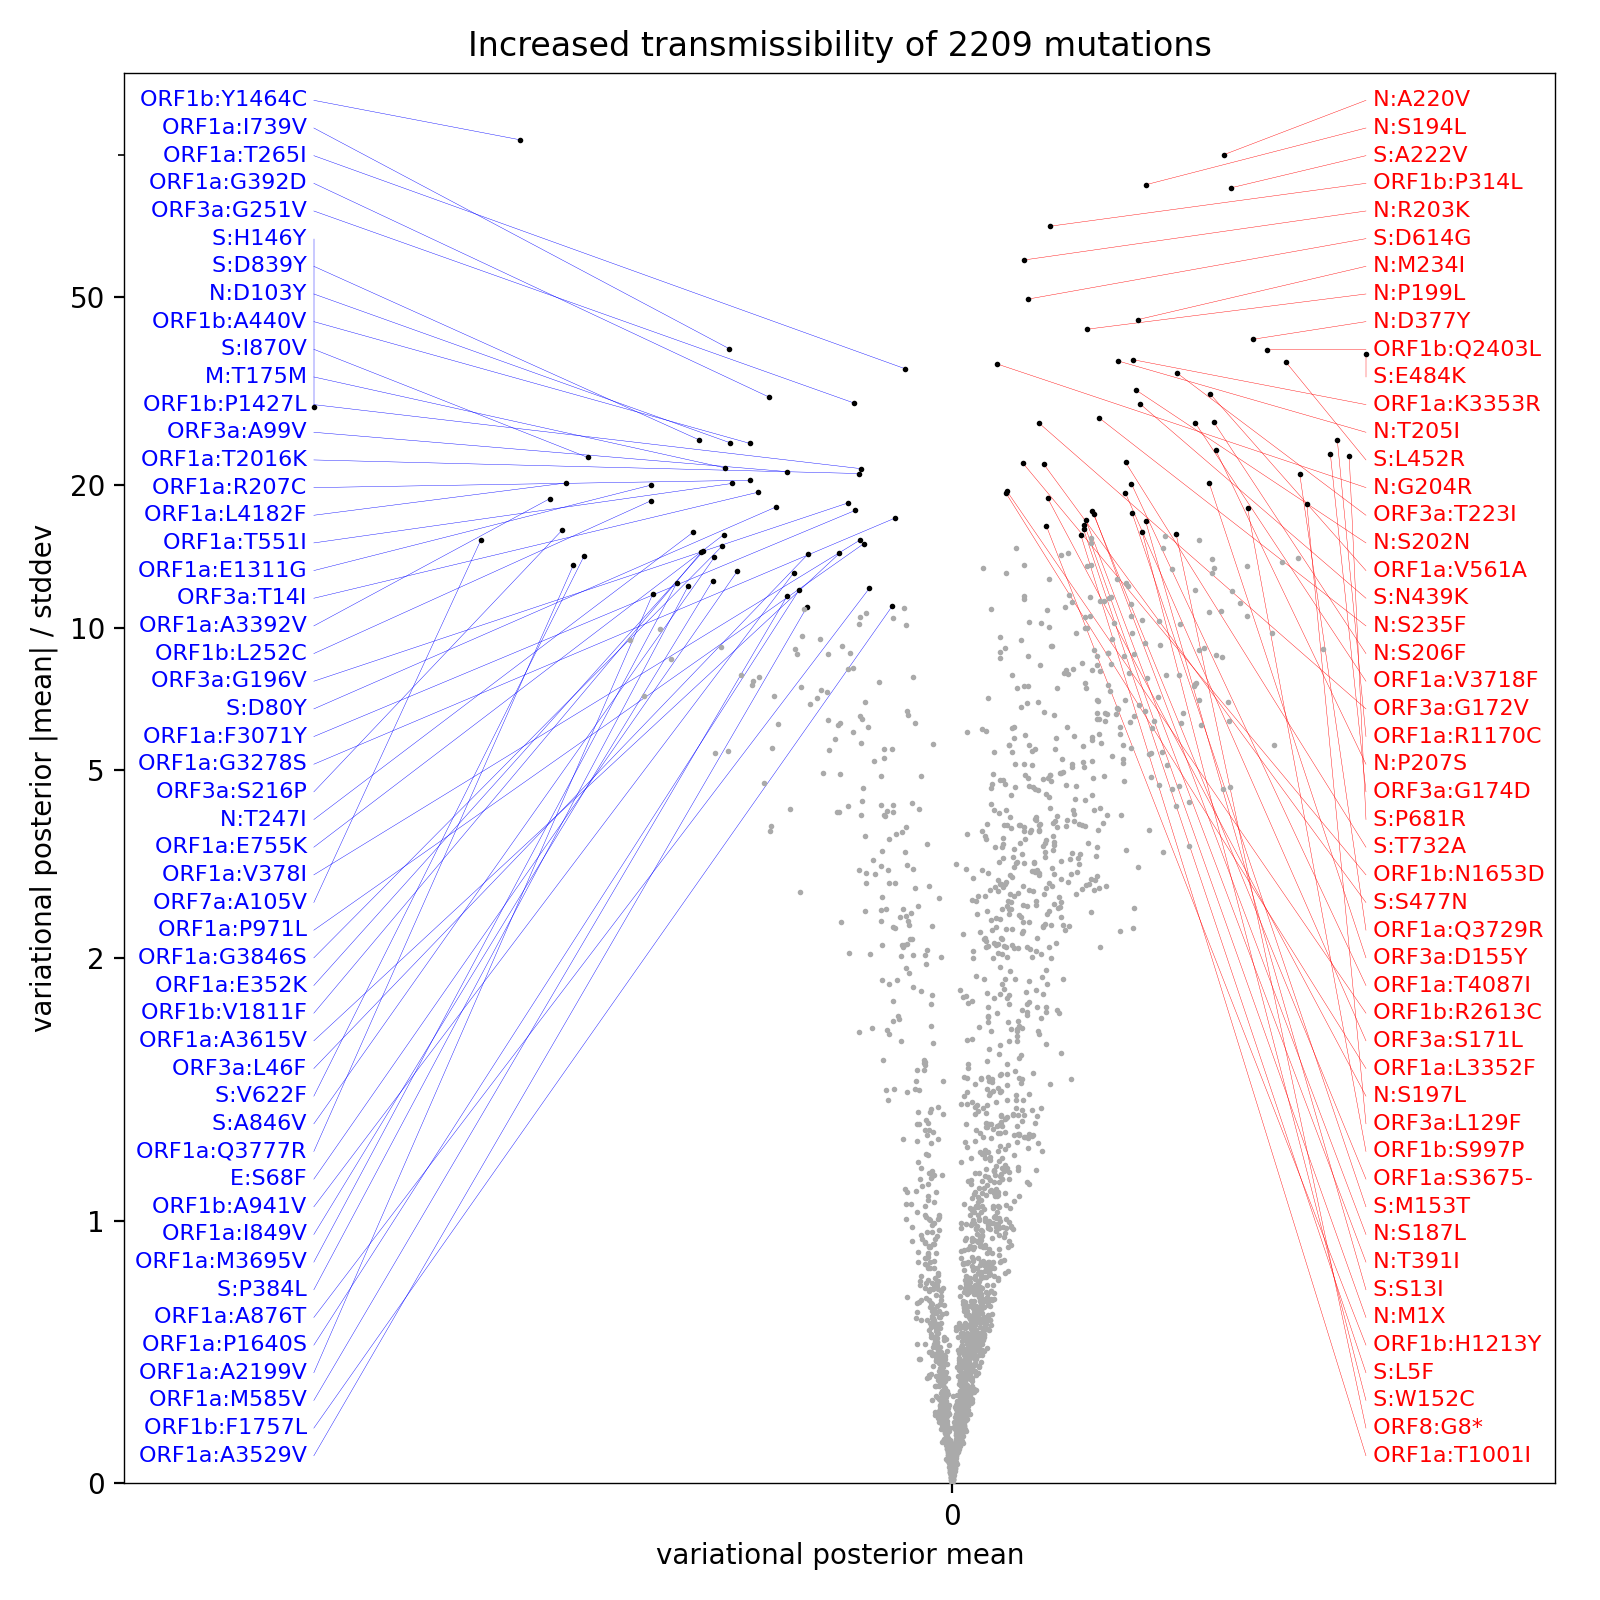 Increased transmissibility of 2209 mutations
ORF1b:Y1464C
ORF1a:I739V
ORF1a:T265I
ORF1a:G392D
ORF3a:G251V
S:H146Y
S:D839Y
N:D103Y
ORF1b:A440V
S:I870V
M:T175M
ORF1b:P1427L
ORF3a:A99V
ORF1a:T2016K
ORF1a:R207C
ORF1a:L4182F
ORF1a:T551I
ORF1a:E1311G
ORF3a:T14I
ORF1a:A3392V
ORF1b:L252C
ORF3a:G196V
S:D80Y
ORF1a:F3071Y
ORF1a:G3278S
ORF3a:S216P
N:T247I
ORF1a:E755K
ORF1a:V378I
ORF7a:A105V
ORF1a:P971L
ORF1a:G3846S
ORF1a:E352K
ORF1b:V1811F
ORF1a:A3615V
ORF3a:L46F
S:V622F
S:A846V
ORF1a:Q3777R
E:S68F
ORF1b:A941V
ORF1a:I849V
ORF1a:M3695V
S:P384L
ORF1a:A876T
ORF1a:P1640S
ORF1a:A2199V
ORF1a:M585V
ORF1b:F1757L
ORF1a:A3529V
N:A220V
N:S194L
S:A222V
ORF1b:P314L
N:R203K
S:D614G
N:M234I
N:P199L
N:D377Y
ORF1b:Q2403L
S:E484K
ORF1a:K3353R
N:T205I
S:L452R
N:G204R
ORF3a:T223I
N:S202N
ORF1a:V561A
S:N439K
N:S235F
N:S206F
ORF1a:V3718F
ORF3a:G172V
ORF1a:R1170C
N:P207S
ORF3a:G174D
S:P681R
S:T732A
ORF1b:N1653D
S:S477N
ORF1a:Q3729R
ORF3a:D155Y
ORF1a:T4087I
ORF1b:R2613C
ORF3a:S171L
ORF1a:L3352F
N:S197L
ORF3a:L129F
ORF1b:S997P
ORF1a:S3675-
S:M153T
N:S187L
N:T391I
S:S13I
N:M1X
ORF1b:H1213Y
S:L5F
S:W152C
ORF8:G8*
ORF1a:T1001I
variational posterior |mean| / stddev
50
20
10
5
2
1
0
0
variational posterior mean